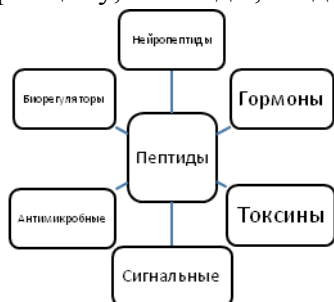 Нейропептиды
Биорегуляторы
Гормоны
Пептиды
Антимикробные
Токсины
Сигнальные